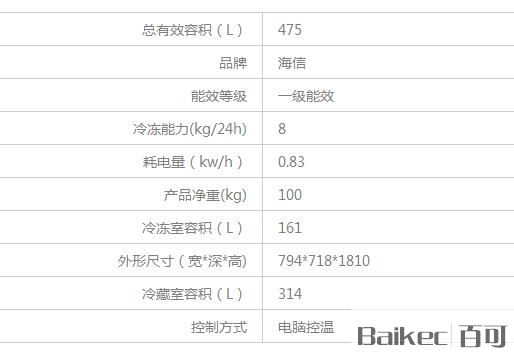 总有效容积（L） 475
品牌 海信
能效等级 一级能效
冷冻能力(kg/24h) 8
耗电量（kw/h） 0.83
产品净重(kg) 100
冷冻室容积（L） 161
外形尺寸（宽*深*高） 794*718*1810
冷藏室容积（L） 314
控制方式 电脑控温
Baikec 百可